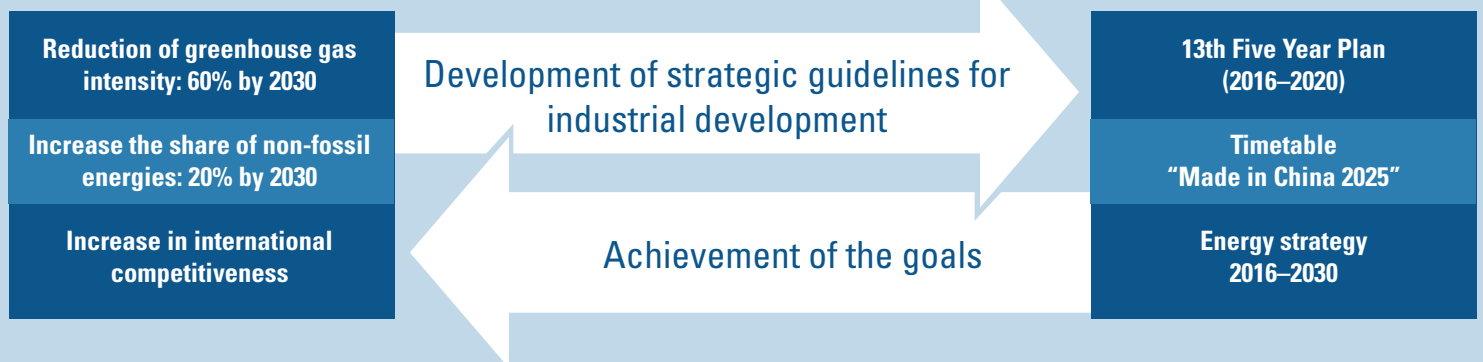 Reduction of greenhouse gas
intensity: 60% by 2030
Increase the share of non-fossil
energies: 20% by 2030
Increase in international
competitiveness
Development of strategic guidelines for
industrial development
Achievement of the goals
13th Five Year Plan
(2016–2020)
Timetable
“Made in China 2025”
Energy strategy
2016–2030